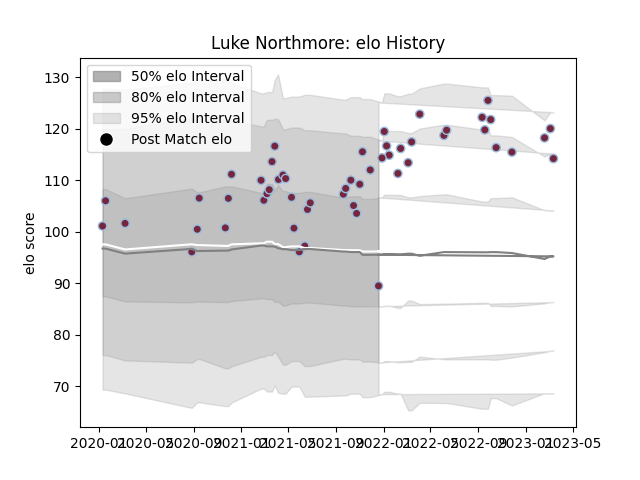 Luke Northmore: elo History
50% elo Interval
80% elo Interval
95% elo Interval
Post Match elo
elo score
130
120
110
100
90
80
70
2020-01 2020-05 2020-09 2021-01 2021-05 2021-09 2022-01 2022-05 2022-09 2023-01 2023-05